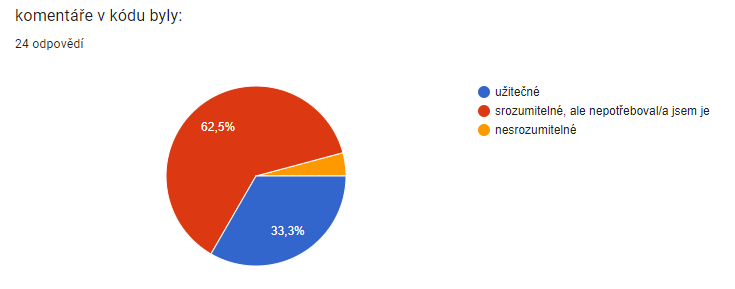 komentáře v kódu byly:
24 odpovědí
užitečné
srozumitelné, ale nepotřeboval/a jsem je
nesrozumitelné
62,5%
33,3%